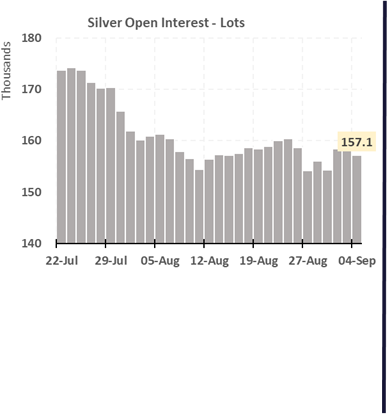 Silver Open Interest - Lots
Thousands
180
170
160
150
140
157.1
22-Jul 29-Jul 05-Aug 12-Aug 19-Aug 27-Aug 04-Sep